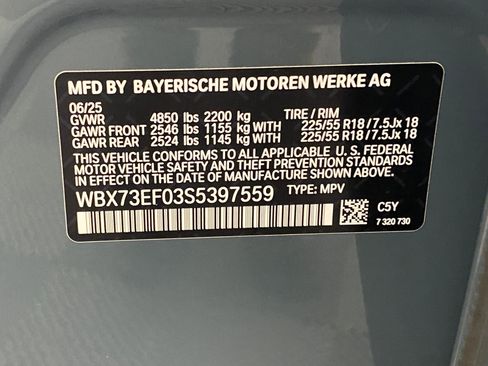 MFD BY BAYERISCHE MOTOREN WERKE AG
06/25
GVWR 4850 lbs 2200 kg TIRE / RIM
GAWR FRONT 2546 lbs 1155 kg WITH 225/55 R18 / 7.5Jx 18
GAWR REAR 2524 lbs 1145 kg WITH 225/55 R18 / 7.5Jx 18
THIS VEHICLE CONFORMS TO ALL APPLICABLE U. S. FEDERAL
MOTOR VEHICLE SAFETY, BUMPER, AND THEFT PREVENTION
STANDARDS IN EFFECT ON THE DATE OF MANUFACTURE SHOWN ABOVE.
WBX73EF03S5397559 TYPE: MPV
C5Y
7 320 730